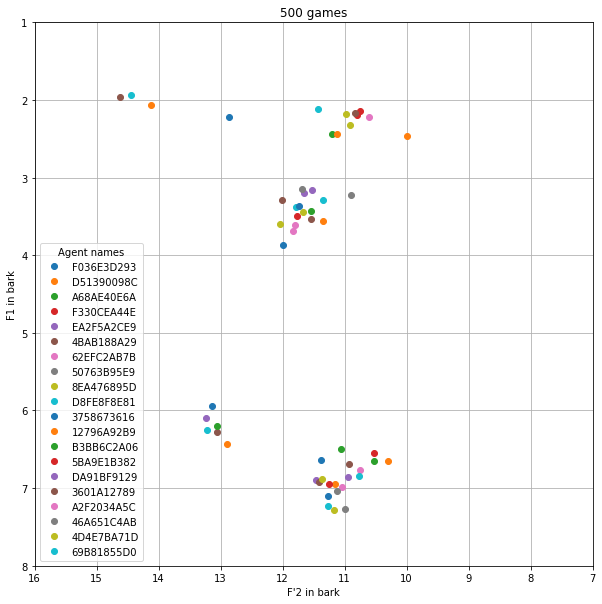 500 games
1
2
3
4
5
6
7
8
F1 in bark
Agent names
F036E3D293
D51390098C
A68AE40E6A
F330CEA44E
EA2F5A2CE9
4BAB188A29
62EFC2AB7B
50763B95E9
8EA476895D
D8FE8F8E81
3758673616
12796A92B9
B3BB6C2A06
5BA9E1B382
DA91BF9129
3601A12789
A2F2034A5C
46A651C4AB
4D4E7BA71D
69B81855D0
16 15 14 13 12 11 10 9 8 7
F'2 in bark